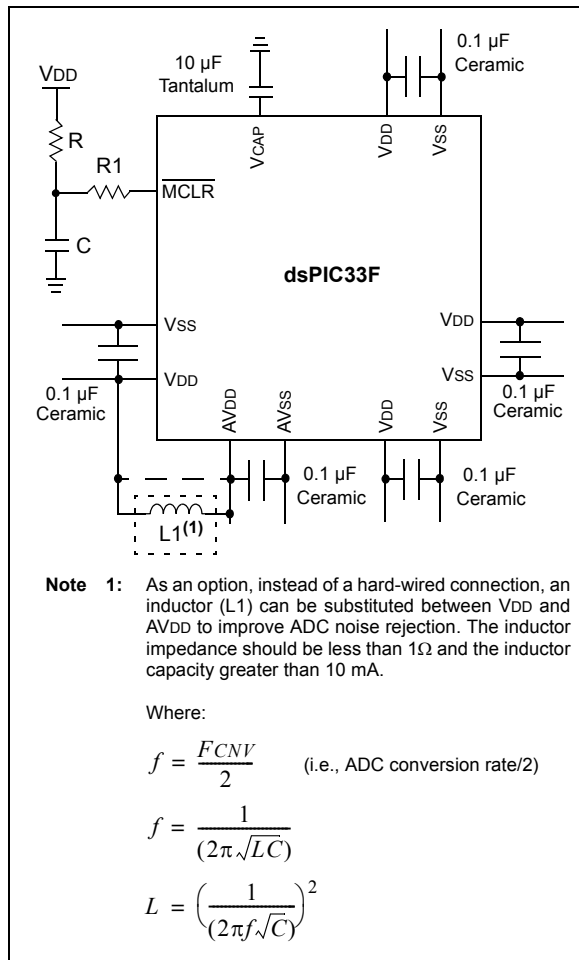 0.1 µF
Ceramic
10 µF
Tantalum
VDD
R
R1
C
VCAP
VDD
VSS
MCLR
dsPIC33F
VSS
VDD
0.1 µF
Ceramic
VDD
VSS
0.1 µF
Ceramic
AVDD
AVSS
VDD
VSS
0.1 µF
Ceramic
0.1 µF
Ceramic
L1(1)
Note 1: As an option, instead of a hard-wired connection, an
inductor (L1) can be substituted between VDD and
AVDD to improve ADC noise rejection. The inductor
impedance should be less than 1Ω and the inductor
capacity greater than 10 mA.
Where:
f = FCNV / 2 (i.e., ADC conversion rate/2)
f = 1 / (2π√LC)
L = (1 / (2πf√C))²